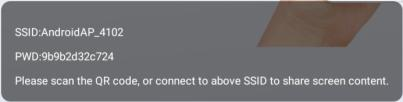 SSID:AndroidAP_4102
PWD:9b9b2d32c724
Please scan the QR code, or connect to above SSID to share screen content.